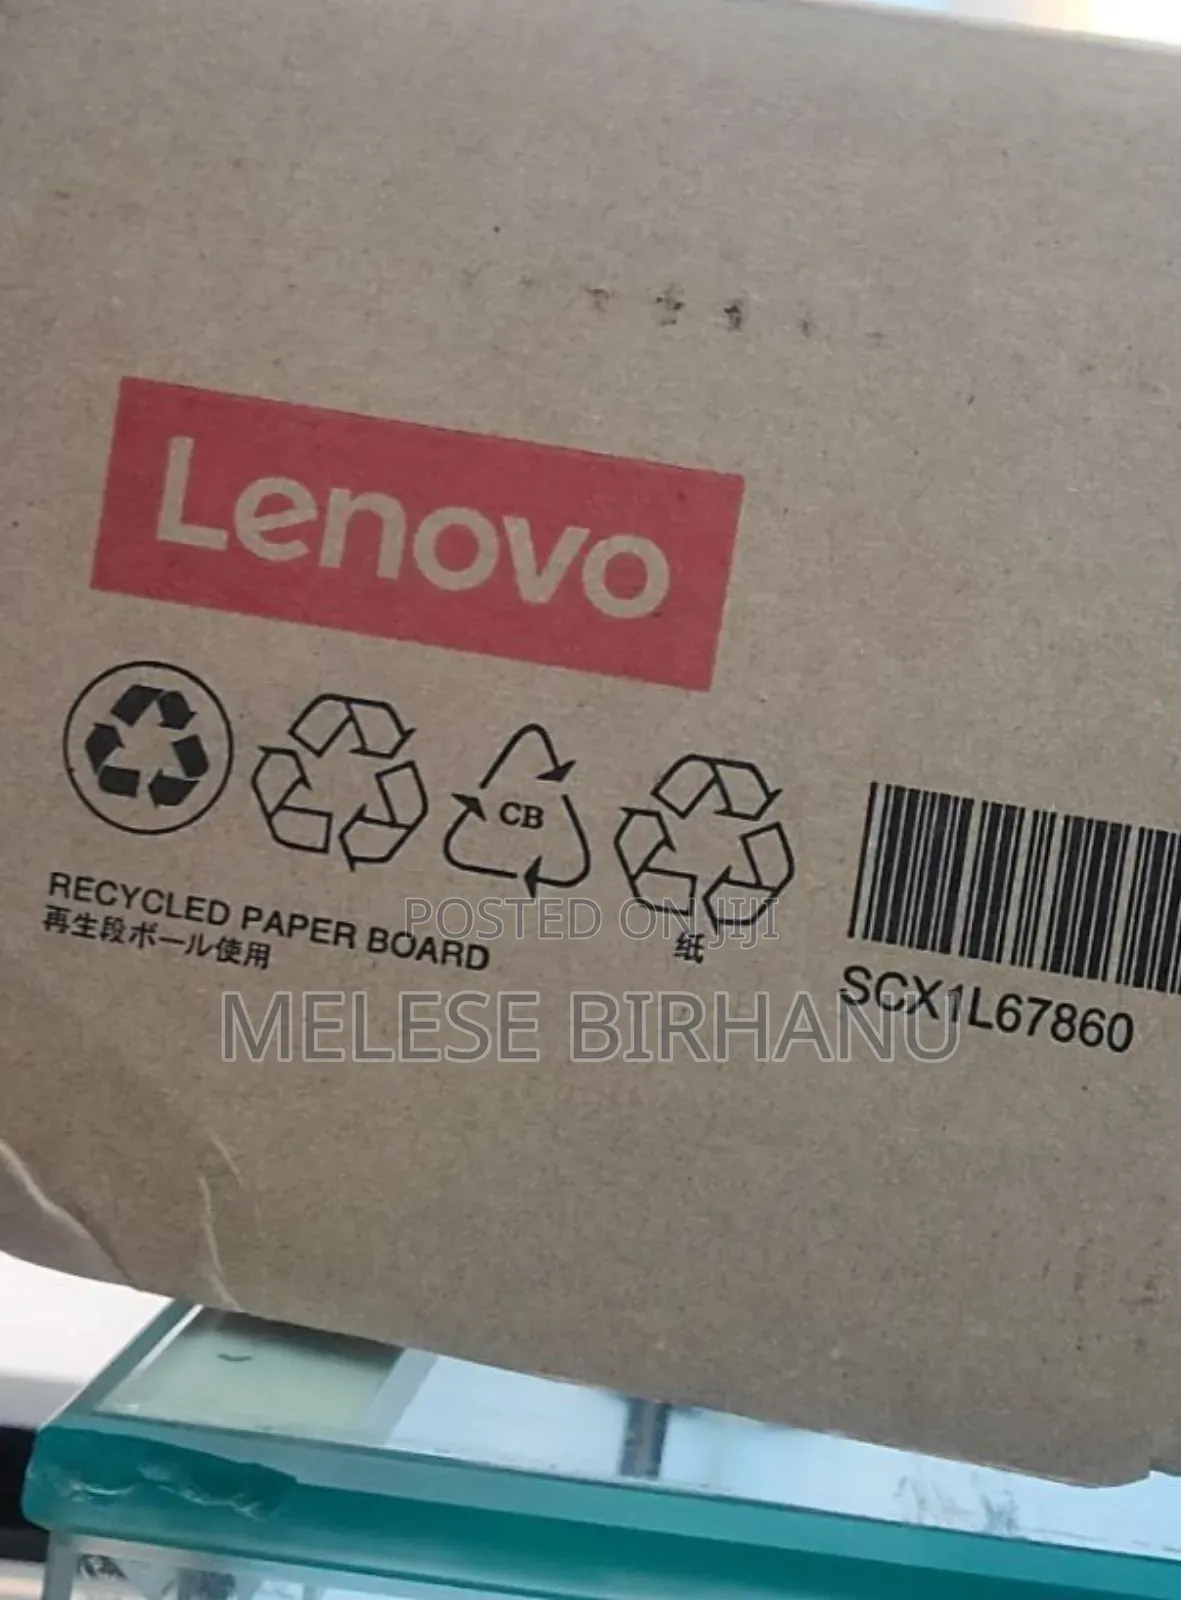 Lenovo
CB
RECYCLED PAPER BOARD
再生段ボール使用
纸
SCX1L67860
POSTED ON JIJI
MELESE BIRHANU